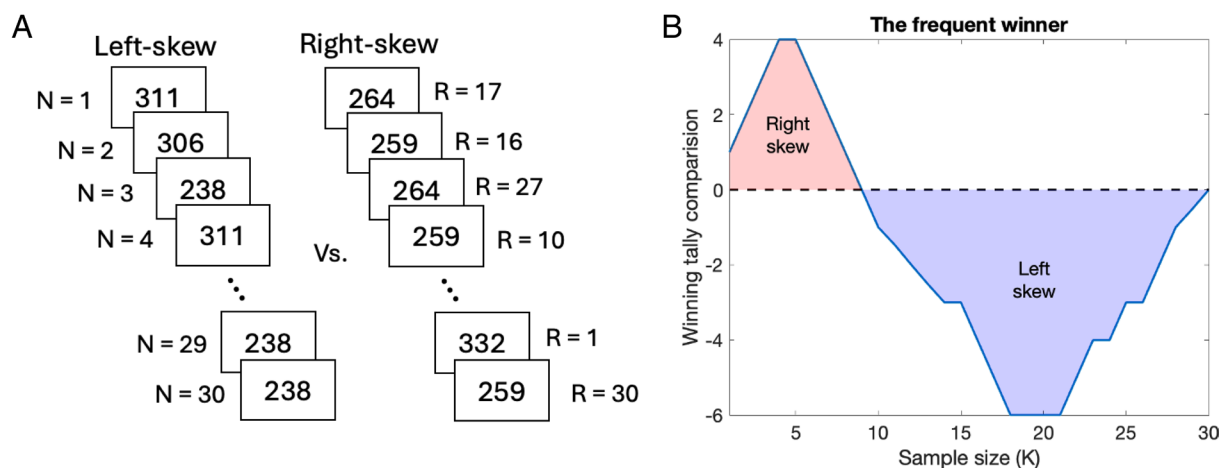 A
Left-skew
Right-skew
N = 1
311
264
R = 17
N = 2
306
259
R = 16
N = 3
238
264
R = 27
N = 4
311
259
R = 10
Vs.
N = 29
238
332
R = 1
N = 30
238
259
R = 30
B
The frequent winner
Winning tally comparision
4
2
0
-2
-4
-6
Right
skew
Left
skew
5
10
15
20
25
30
Sample size (K)